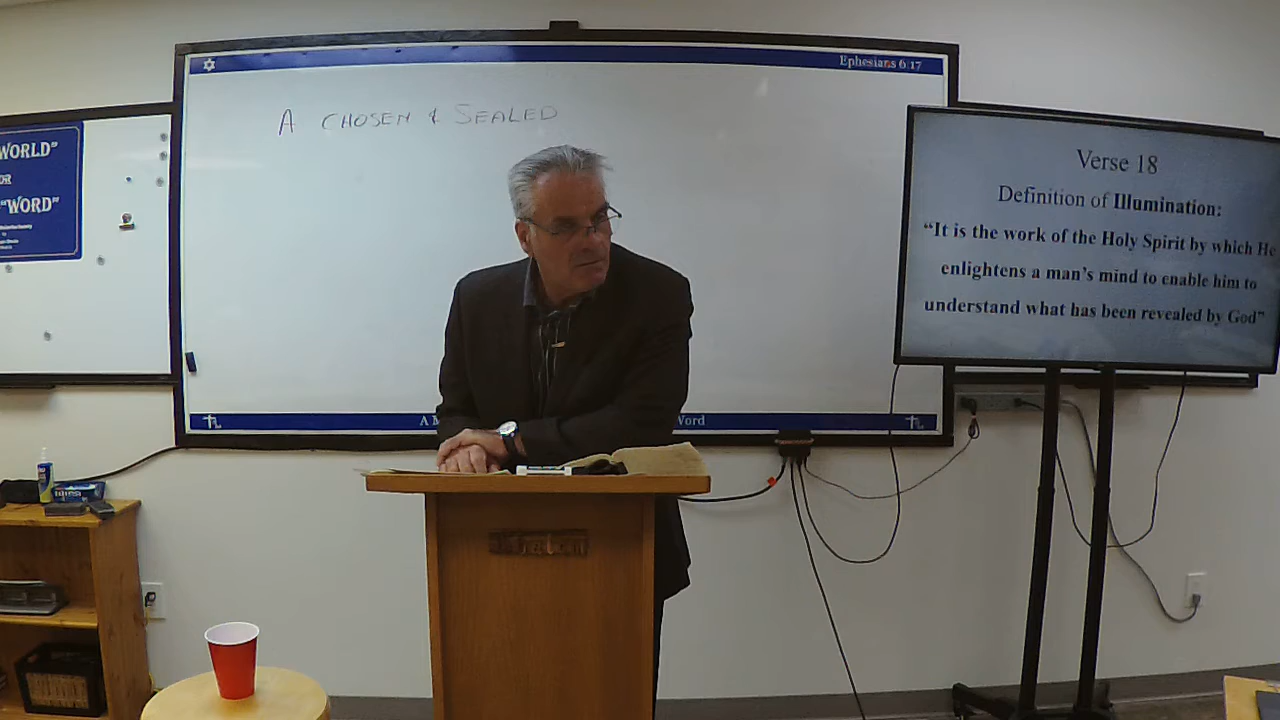 Ephesians 6:17
A CHOSEN & SEALED
WORLD"
OR
"WORD"
Verse 18
Definition of Illumination:
"It is the work of the Holy Spirit by which He
enlightens a man's mind to enable him to
understand what has been revealed by God"
Word